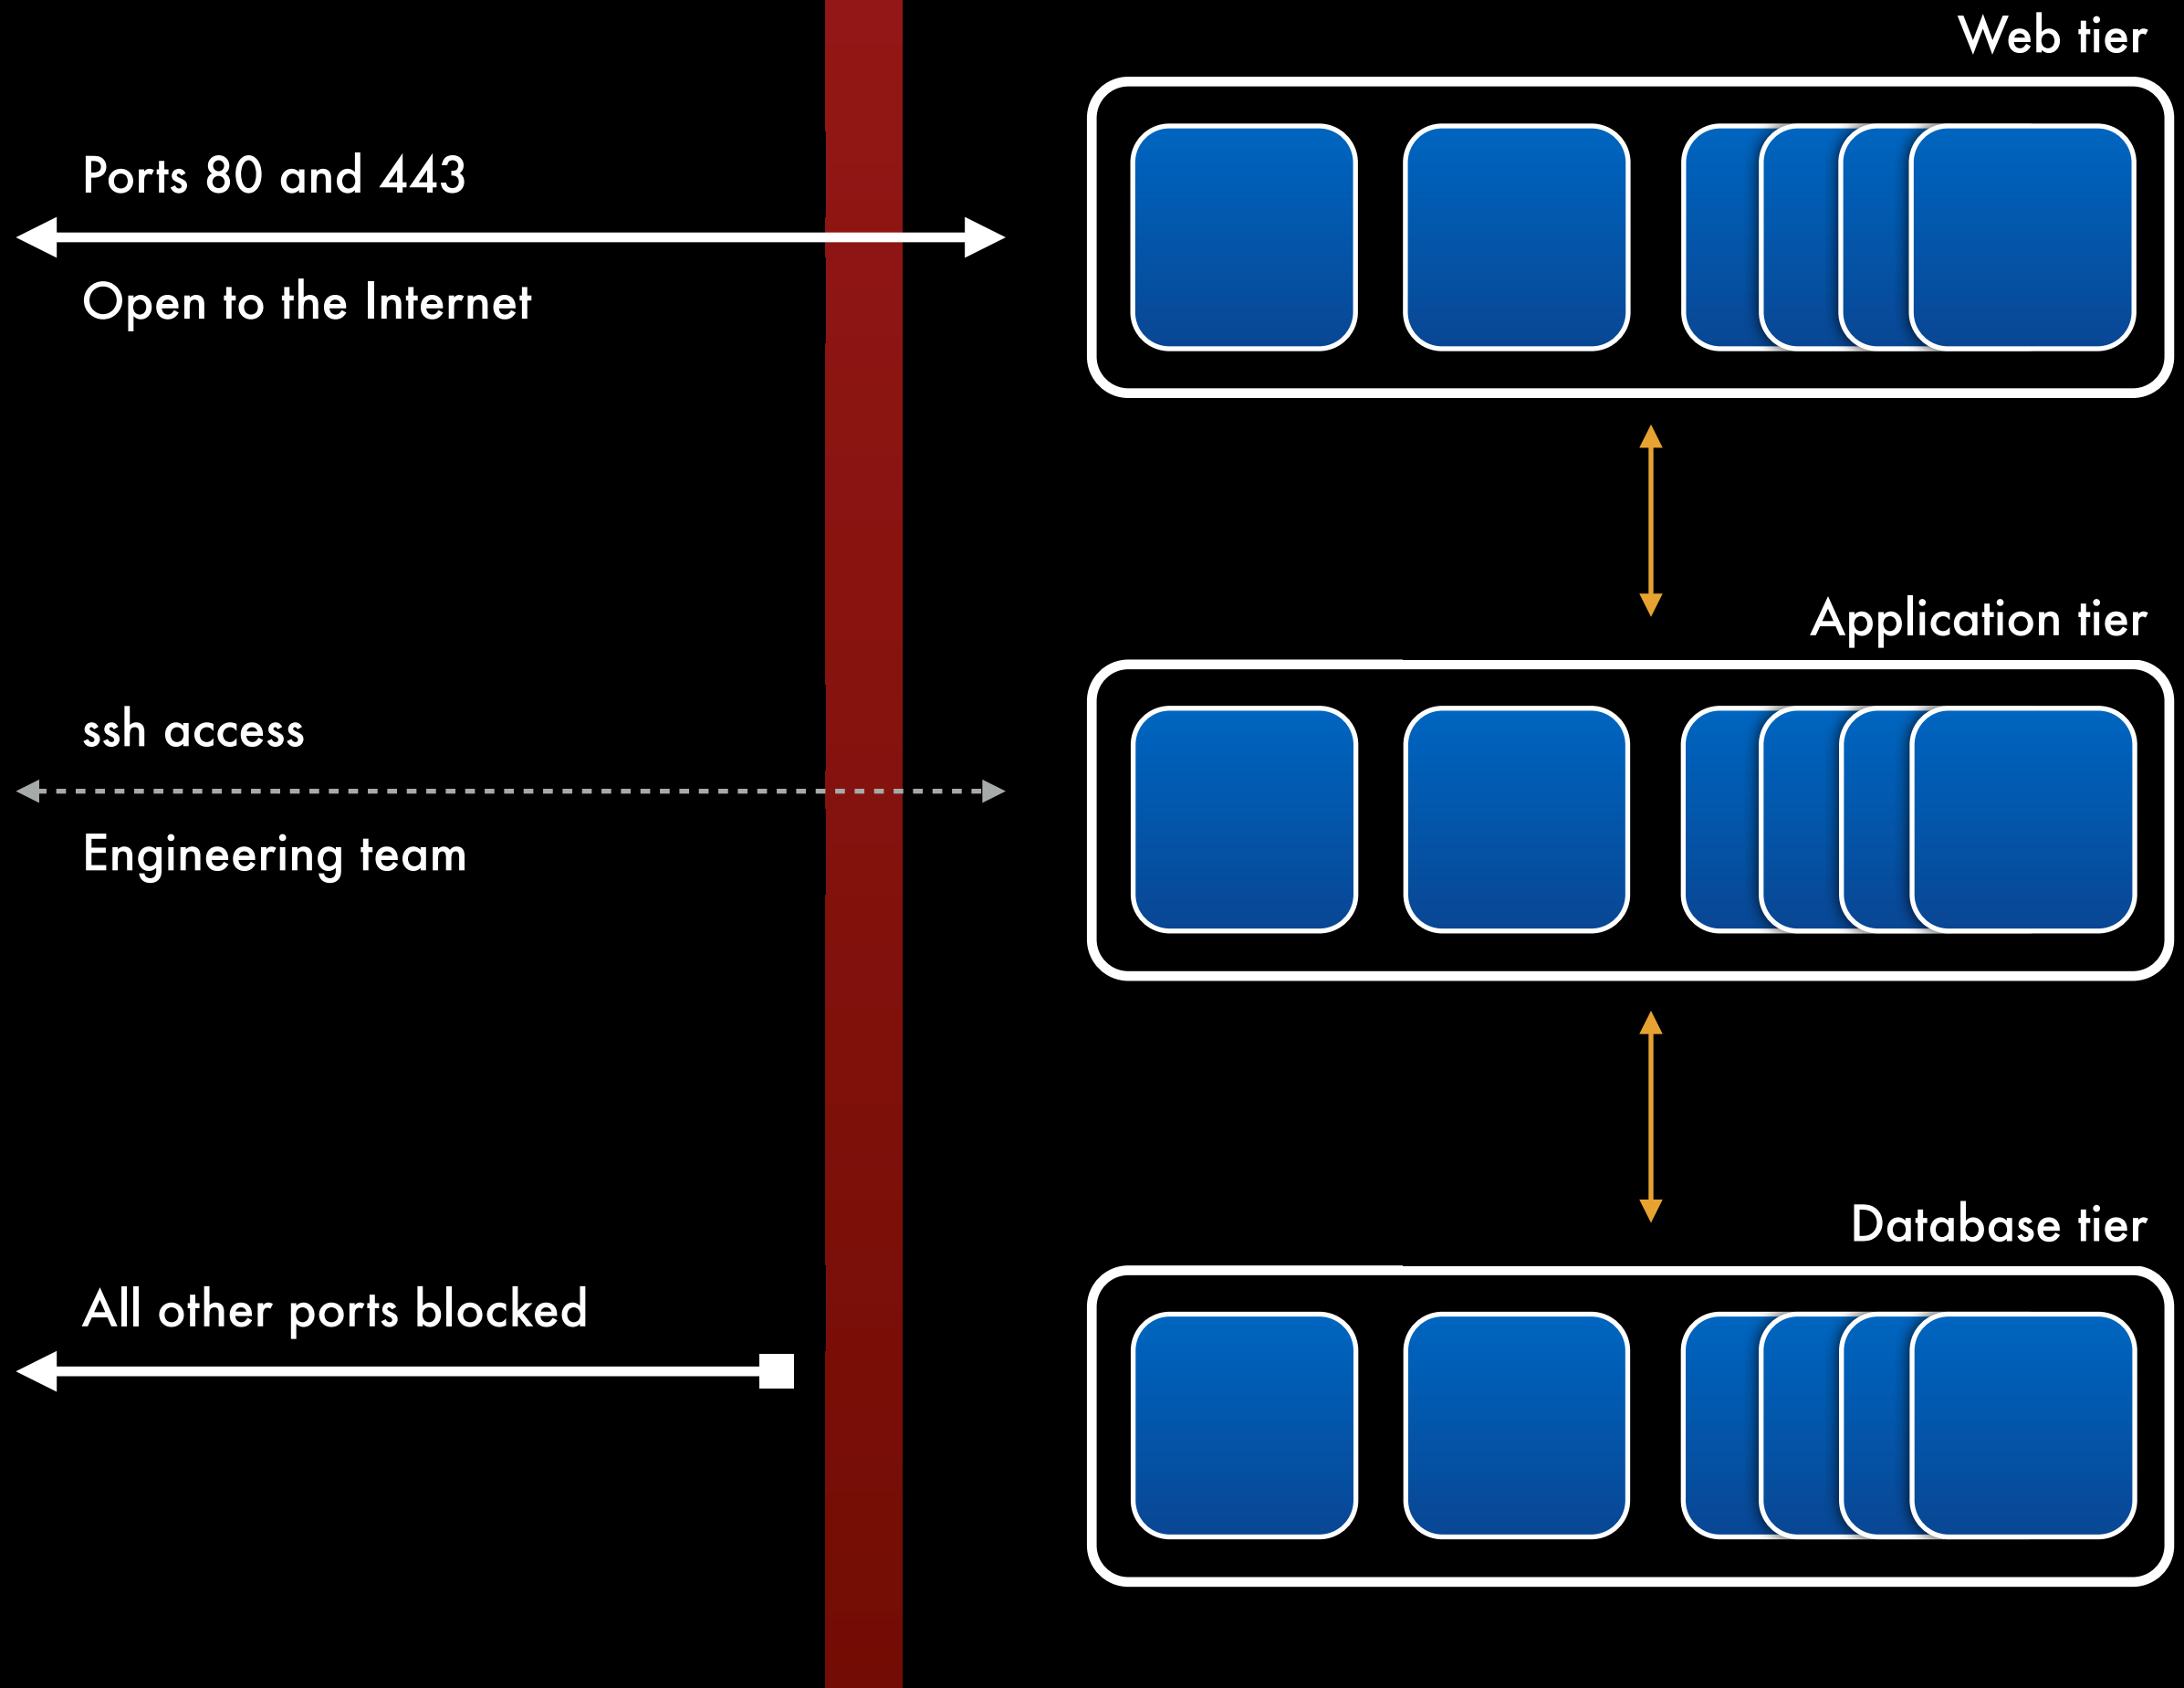 Web tier
Ports 80 and 443
Open to the Internet
Application tier
ssh access
Engineering team
Database tier
All other ports blocked